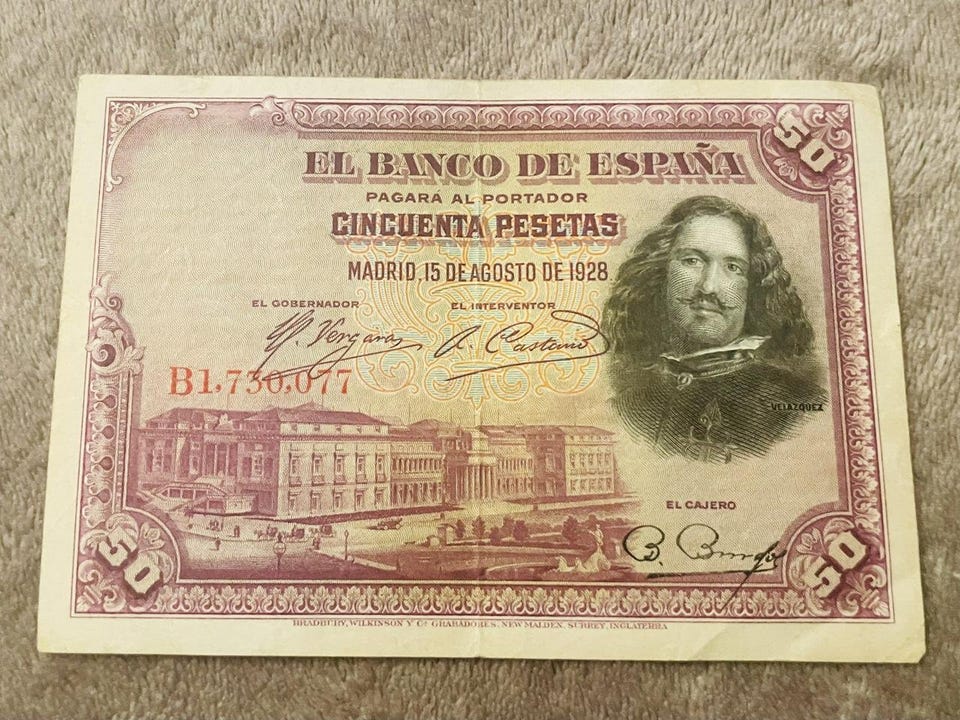 50
EL BANCO DE ESPAÑA
PAGARÁ AL PORTADOR
CINCUENTA PESETAS
MADRID, 15 DE AGOSTO DE 1928
EL GOBERNADOR EL INTERVENTOR
B1,730,077
VELAZQUEZ
EL CAJERO
50 50
BRADBURY, WILKINSON Y Cª GRABADORES, NEW MALDEN, SURREY, INGLATERRA